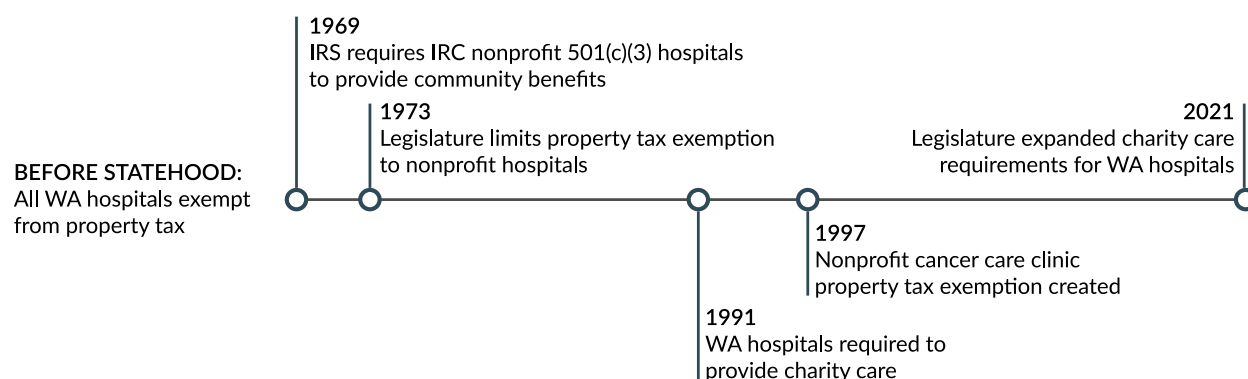 1969
IRS requires IRC nonprofit 501(c)(3) hospitals
to provide community benefits
1973
Legislature limits property tax exemption
to nonprofit hospitals
2021
Legislature expanded charity care
requirements for WA hospitals
BEFORE STATEHOOD:
All WA hospitals exempt
from property tax
1997
Nonprofit cancer care clinic
property tax exemption created
1991
WA hospitals required to
provide charity care